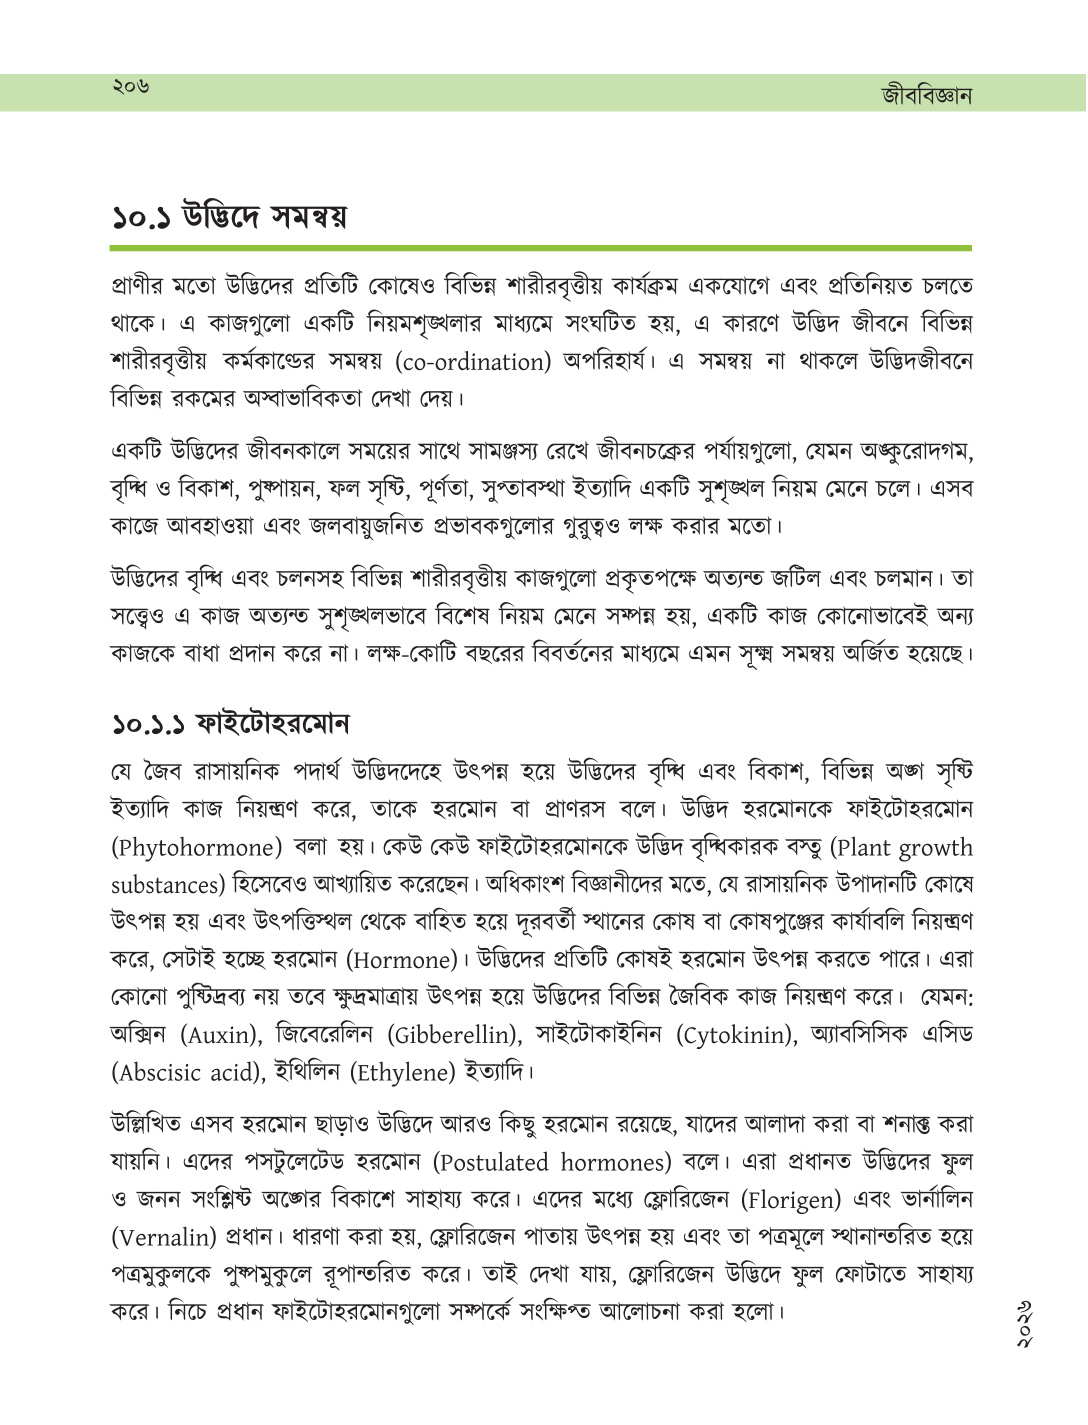 ২০৬
জীববিজ্ঞান
১০.১ উদ্ভিদে সমন্বয়
প্রাণীর মতো উদ্ভিদের প্রতিটি কোষেও বিভিন্ন শারীরবৃত্তীয় কার্যক্রম একযোগে এবং প্রতিনিয়ত চলতে
থাকে। এ কাজগুলো একটি নিয়মশৃঙ্খলার মাধ্যমে সংঘটিত হয়, এ কারণে উদ্ভিদ জীবনে বিভিন্ন
শারীরবৃত্তীয় কর্মকাণ্ডের সমন্বয় (co-ordination) অপরিহার্য। এ সমন্বয় না থাকলে উদ্ভিদজীবনে
বিভিন্ন রকমের অস্বাভাবিকতা দেখা দেয়।
একটি উদ্ভিদের জীবনকালে সময়ের সাথে সামঞ্জস্য রেখে জীবনচক্রের পর্যায়গুলো, যেমন অঙ্কুরোদগম,
বৃদ্ধি ও বিকাশ, পুষ্পায়ন, ফল সৃষ্টি, পূর্ণতা, সুপ্তাবস্থা ইত্যাদি একটি সুশৃঙ্খল নিয়ম মেনে চলে। এসব
কাজে আবহাওয়া এবং জলবায়ুজনিত প্রভাবকগুলোর গুরুত্বও লক্ষ করার মতো।
উদ্ভিদের বৃদ্ধি এবং চলনসহ বিভিন্ন শারীরবৃত্তীয় কাজগুলো প্রকৃতপক্ষে অত্যন্ত জটিল এবং চলমান। তা
সত্ত্বেও এ কাজ অত্যন্ত সুশৃঙ্খলভাবে বিশেষ নিয়ম মেনে সম্পন্ন হয়, একটি কাজ কোনোভাবেই অন্য
কাজকে বাধা প্রদান করে না। লক্ষ-কোটি বছরের বিবর্তনের মাধ্যমে এমন সূক্ষ্ম সমন্বয় অর্জিত হয়েছে।
১০.১.১ ফাইটোহরমোন
যে জৈব রাসায়নিক পদার্থ উদ্ভিদদেহে উৎপন্ন হয়ে উদ্ভিদের বৃদ্ধি এবং বিকাশ, বিভিন্ন অঙ্গ সৃষ্টি
ইত্যাদি কাজ নিয়ন্ত্রণ করে, তাকে হরমোন বা প্রাণরস বলে। উদ্ভিদ হরমোনকে ফাইটোহরমোন
(Phytohormone) বলা হয়। কেউ কেউ ফাইটোহরমোনকে উদ্ভিদ বৃদ্ধিকারক বস্তু (Plant growth
substances) হিসেবেও আখ্যায়িত করেছেন। অধিকাংশ বিজ্ঞানীদের মতে, যে রাসায়নিক উপাদানটি কোষে
উৎপন্ন হয় এবং উৎপত্তিস্থল থেকে বাহিত হয়ে দূরবর্তী স্থানের কোষ বা কোষপুঞ্জের কার্যাবলি নিয়ন্ত্রণ
করে, সেটাই হচ্ছে হরমোন (Hormone)। উদ্ভিদের প্রতিটি কোষই হরমোন উৎপন্ন করতে পারে। এরা
কোনো পুষ্টিদ্রব্য নয় তবে ক্ষুদ্রমাত্রায় উৎপন্ন হয়ে উদ্ভিদের বিভিন্ন জৈবিক কাজ নিয়ন্ত্রণ করে। যেমন:
অক্সিন (Auxin), জিবেরেলিন (Gibberellin), সাইটোকাইনিন (Cytokinin), অ্যাবসিসিক এসিড
(Abscisic acid), ইথিলিন (Ethylene) ইত্যাদি।
উল্লিখিত এসব হরমোন ছাড়াও উদ্ভিদে আরও কিছু হরমোন রয়েছে, যাদের আলাদা করা বা শনাক্ত করা
যায়নি। এদের পসটুলেটেড হরমোন (Postulated hormones) বলে। এরা প্রধানত উদ্ভিদের ফুল
ও জনন সংশ্লিষ্ট অঙ্গের বিকাশে সাহায্য করে। এদের মধ্যে ফ্লোরিজেন (Florigen) এবং ভার্নালিন
(Vernalin) প্রধান। ধারণা করা হয়, ফ্লোরিজেন পাতায় উৎপন্ন হয় এবং তা পত্রমূলে স্থানান্তরিত হয়ে
পত্রমুকুলকে পুষ্পমুকুলে রূপান্তরিত করে। তাই দেখা যায়, ফ্লোরিজেন উদ্ভিদে ফুল ফোটাতে সাহায্য
করে। নিচে প্রধান ফাইটোহরমোনগুলো সম্পর্কে সংক্ষিপ্ত আলোচনা করা হলো।
২০২৬